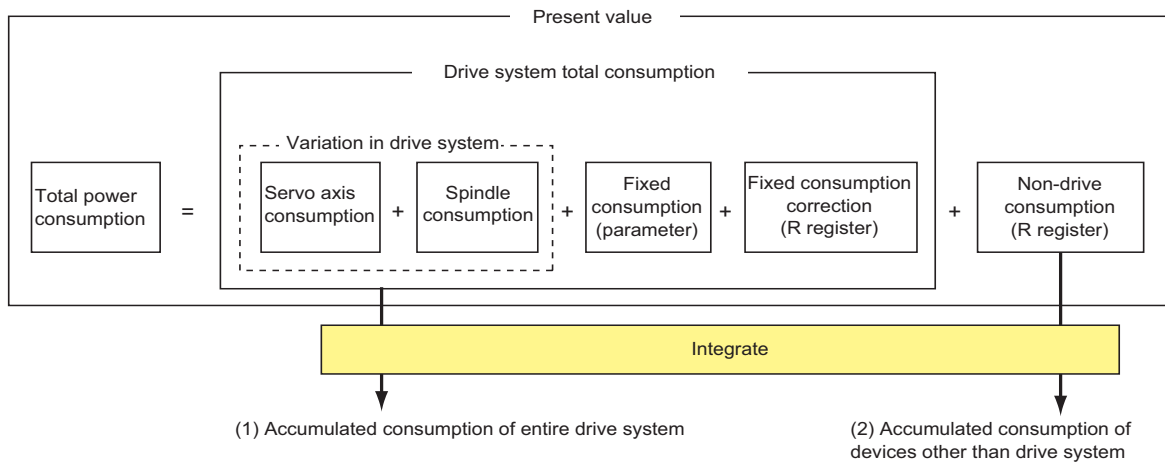 Present value
Drive system total consumption
Variation in drive system
Total power
consumption
=
Servo axis
consumption
+
Spindle
consumption
+
Fixed
consumption
(parameter)
+
Fixed consumption
correction
(R register)
+
Non-drive
consumption
(R register)
Integrate
(1) Accumulated consumption of entire drive system
(2) Accumulated consumption of
devices other than drive system